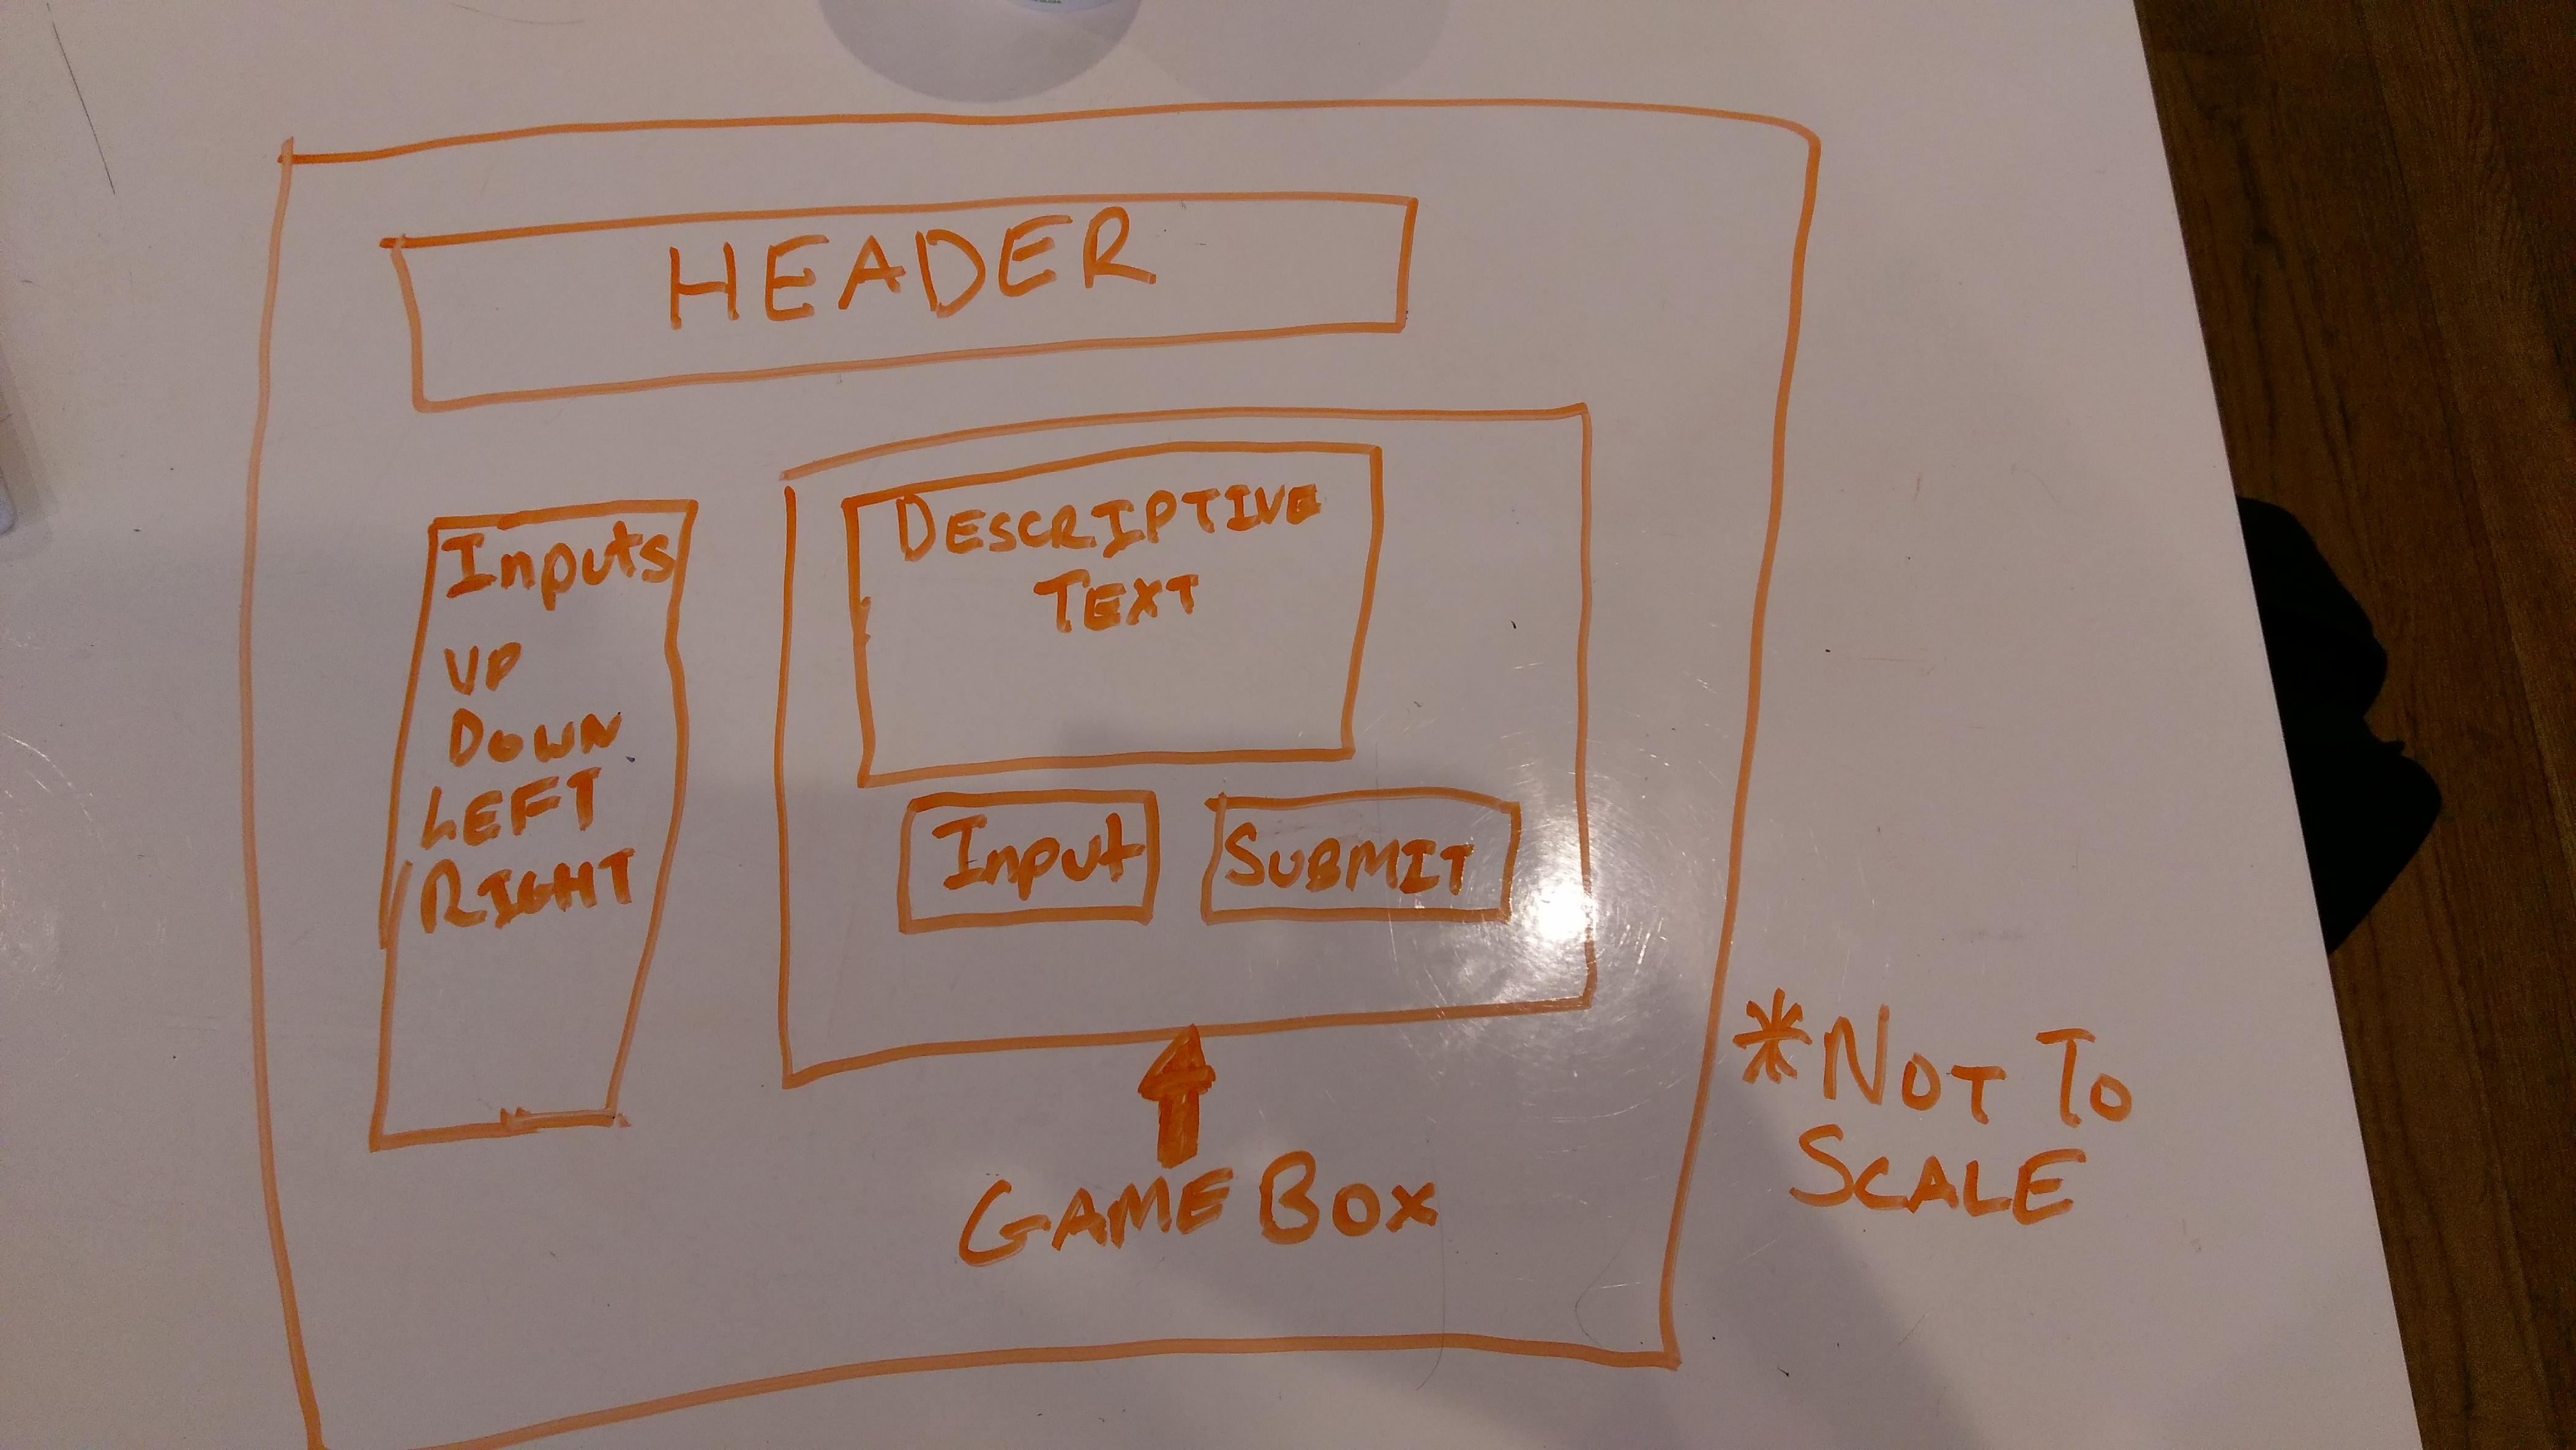 HEADER
Inputs
UP
DOWN
LEFT
RIGHT
DESCRIPTIVE
TEXT
Input
SUBMIT
GAME BOX
*NOT TO
SCALE